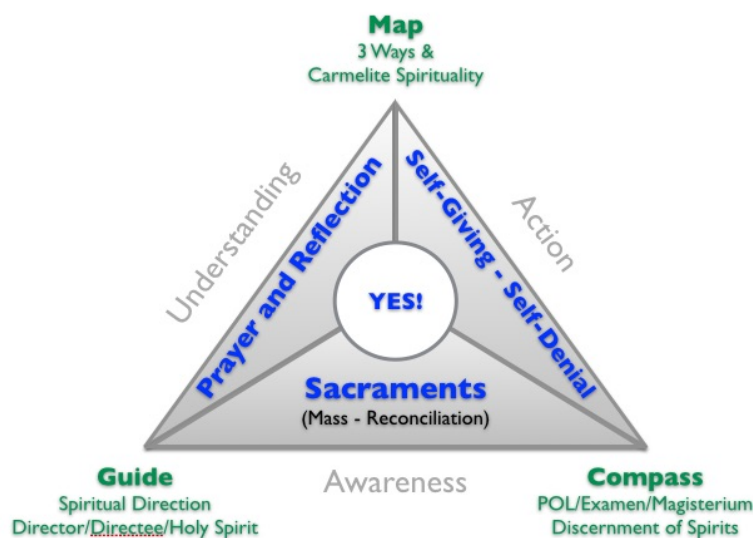 Map
3 Ways &
Carmelite Spirituality
Understanding
Prayer and Reflection
Self-Giving - Self-Denial
Action
YES!
Sacraments
(Mass - Reconciliation)
Guide
Spiritual Direction
Director/Directee/Holy Spirit
Awareness
Compass
POL/Examen/Magisterium
Discernment of Spirits